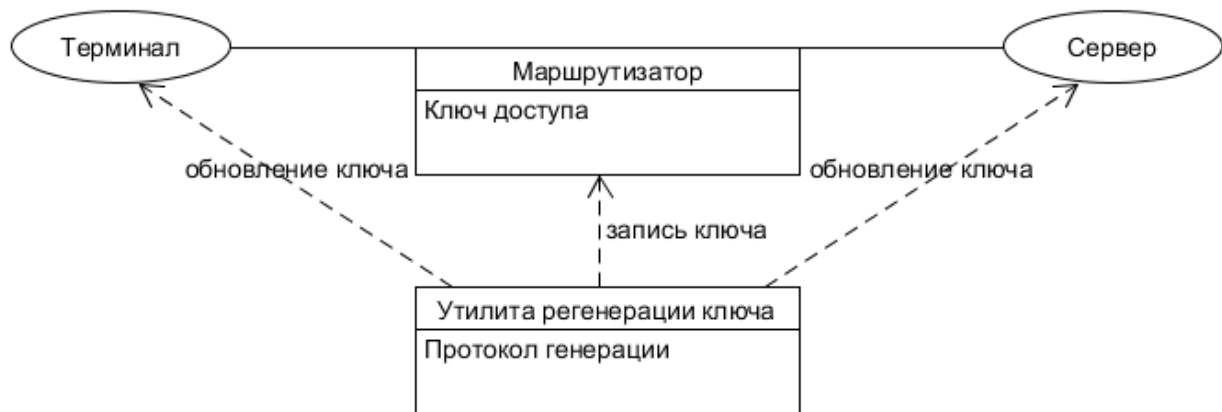 Терминал
Сервер
Маршрутизатор
Ключ доступа
обновление ключа
обновление ключа
запись ключа
Утилита регенерации ключа
Протокол генерации